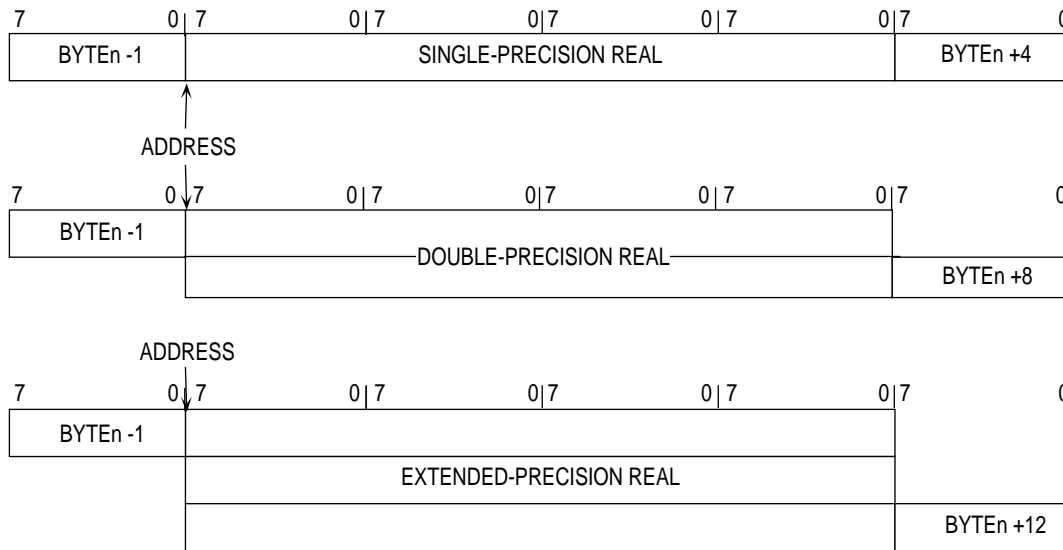 7 0|7 0|7 0|7 0|7 0
BYTEn -1 SINGLE-PRECISION REAL BYTEn +4
ADDRESS
7 0 7 0|7 0|7 0|7 0|7 0
BYTEn -1 DOUBLE-PRECISION REAL BYTEn +8
ADDRESS
7 0 7 0|7 0|7 0|7 0|7 0
BYTEn -1
EXTENDED-PRECISION REAL
BYTEn +12